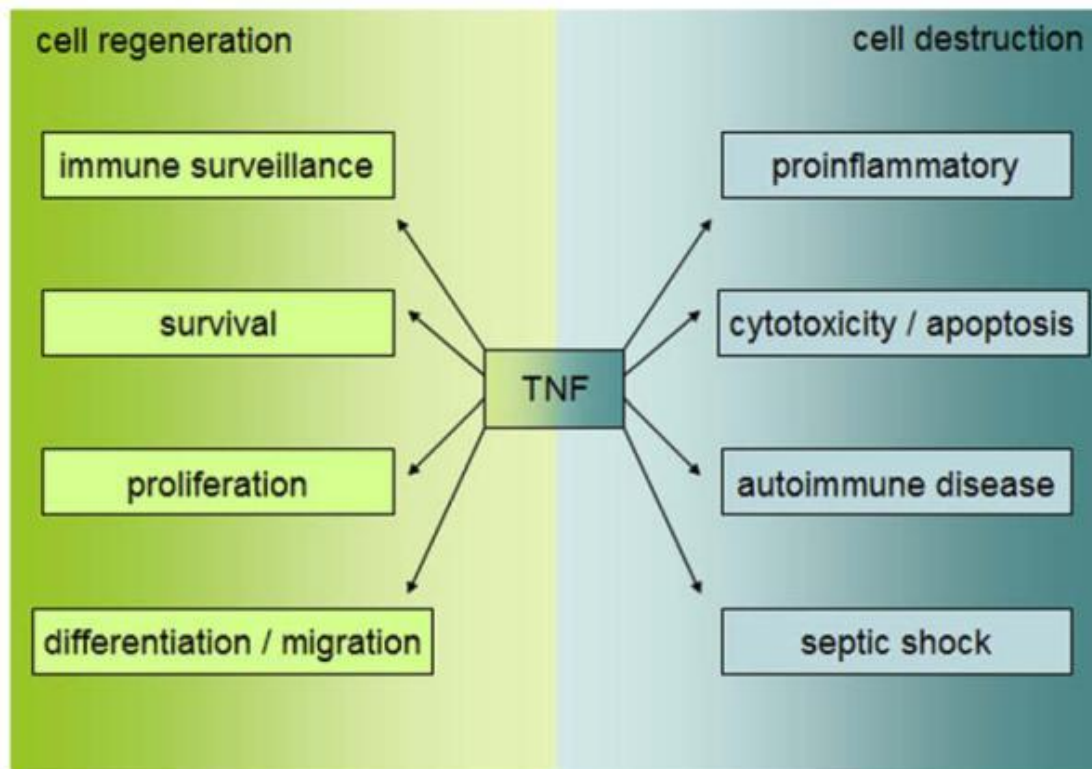 cell regeneration
cell destruction
immune surveillance
proinflammatory
survival
cytotoxicity / apoptosis
TNF
proliferation
autoimmune disease
differentiation / migration
septic shock